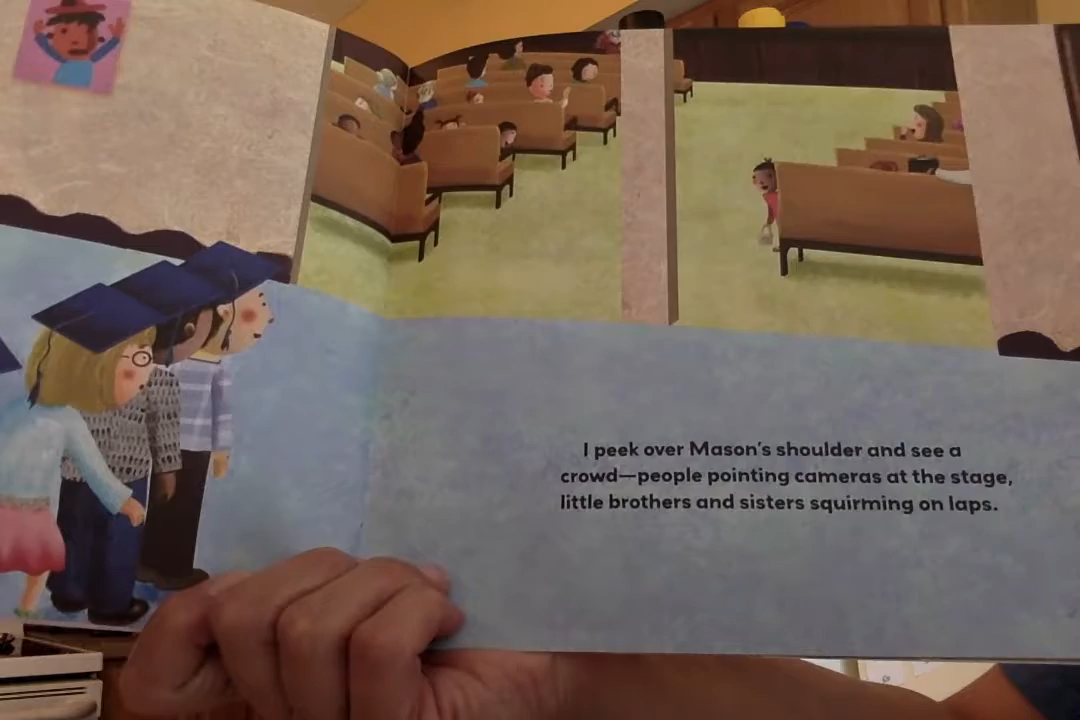 I peek over Mason's shoulder and see a
crowd—people pointing cameras at the stage,
little brothers and sisters squirming on laps.